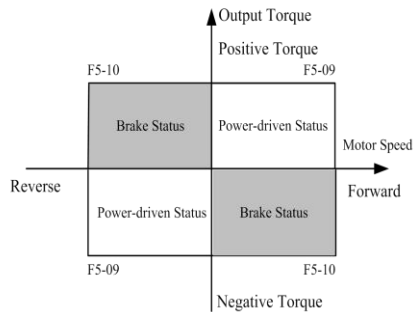 Output Torque
Positive Torque
F5-10
F5-09
Brake Status
Power-driven Status
Motor Speed
Reverse
Forward
Power-driven Status
Brake Status
F5-09
F5-10
Negative Torque